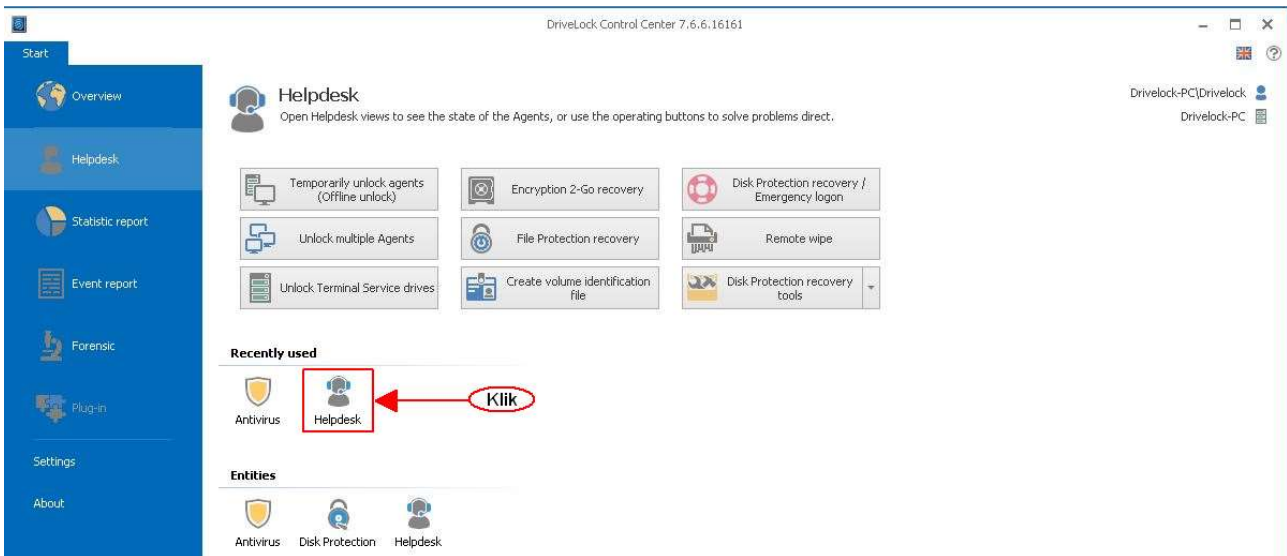 DriveLock Control Center 7.6.6.16161
Start
Overview
Helpdesk
Statistic report
Event report
Forensic
Plug-in
Settings
About
Helpdesk
Open Helpdesk views to see the state of the Agents, or use the operating buttons to solve problems direct.
Drivelock-PC\Drivelock
Drivelock-PC
Temporarily unlock agents
(Offline unlock)
Encryption 2-Go recovery
Disk Protection recovery /
Emergency logon
Unlock multiple Agents
File Protection recovery
Remote wipe
Unlock Terminal Service drives
Create volume identification
file
Disk Protection recovery
tools
Recently used
Antivirus
Helpdesk
Klik
Entities
Antivirus
Disk Protection
Helpdesk